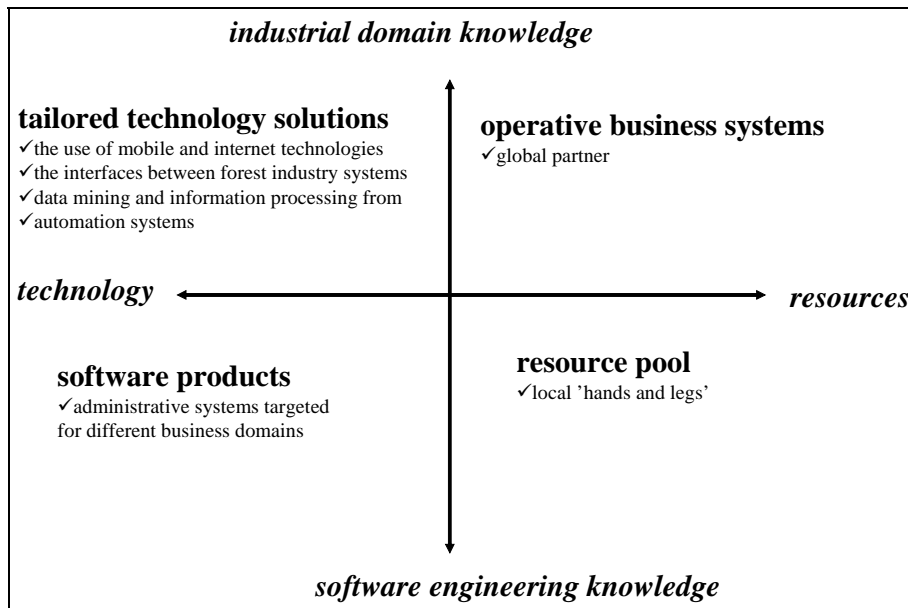 industrial domain knowledge
tailored technology solutions
✓the use of mobile and internet technologies
✓the interfaces between forest industry systems
✓data mining and information processing from
✓automation systems
operative business systems
✓global partner
technology
resources
software products
✓administrative systems targeted
for different business domains
resource pool
✓local 'hands and legs'
software engineering knowledge